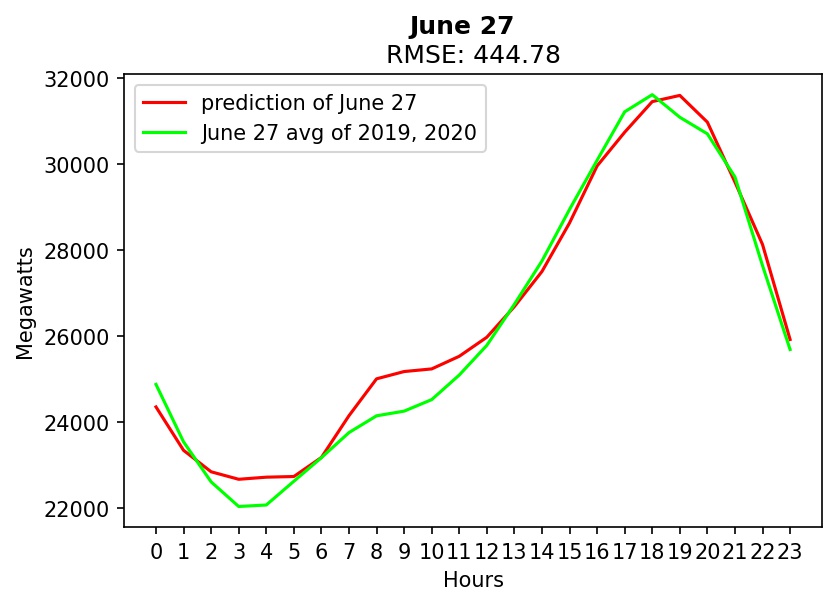 June 27
RMSE: 444.78
prediction of June 27
June 27 avg of 2019, 2020
Megawatts
32000
30000
28000
26000
24000
22000
0 1 2 3 4 5 6 7 8 9 10 11 12 13 14 15 16 17 18 19 20 21 22 23
Hours